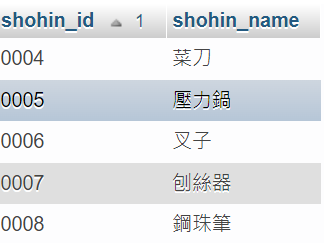 shohin_id 1 shohin_name
0004 菜刀
0005 壓力鍋
0006 叉子
0007 刨絲器
0008 鋼珠筆